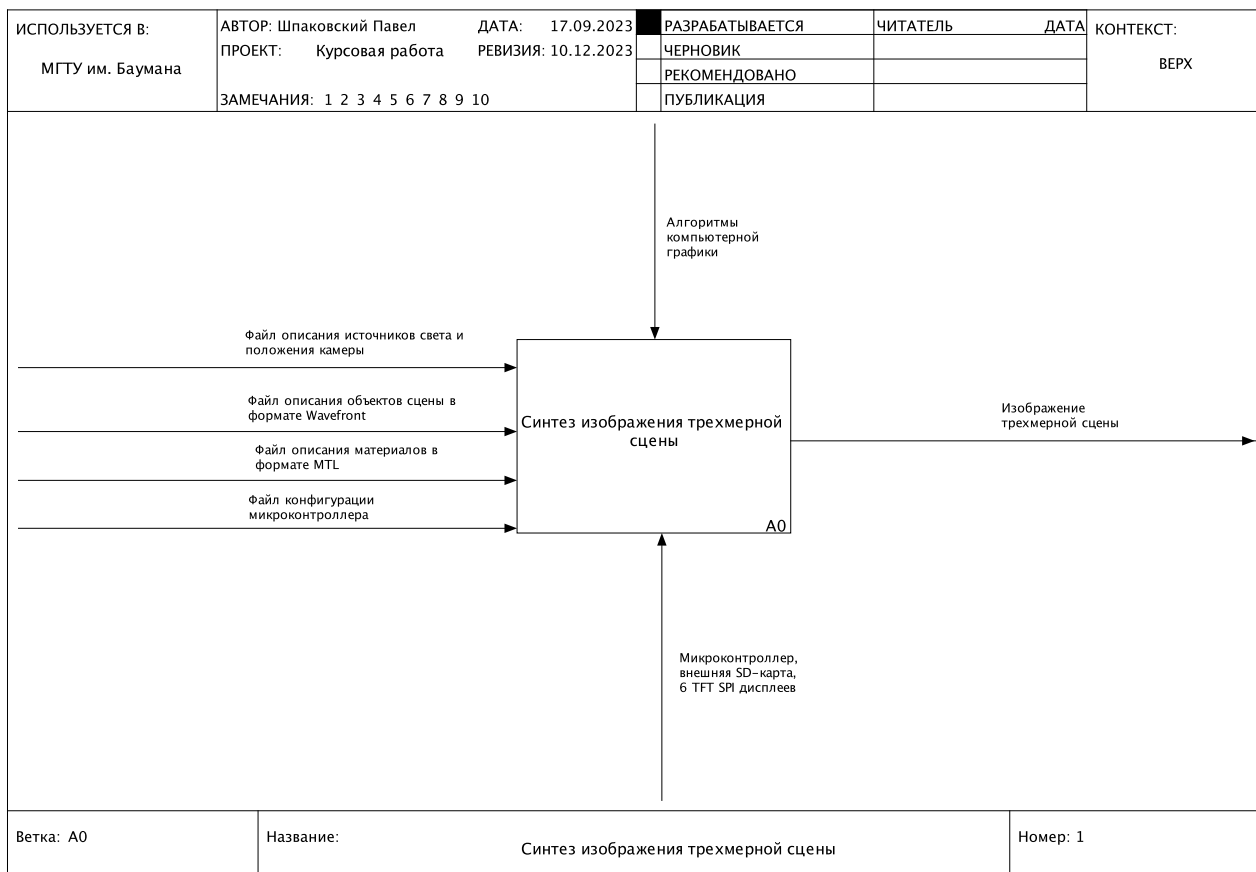 ИСПОЛЬЗУЕТСЯ В:
МГТУ им. Баумана
АВТОР: Шпаковский Павел
ДАТА: 17.09.2023
ПРОЕКТ: Курсовая работа
РЕВИЗИЯ: 10.12.2023
ЗАМЕЧАНИЯ: 1 2 3 4 5 6 7 8 9 10
РАЗРАБАТЫВАЕТСЯ
ЧЕРНОВИК
РЕКОМЕНДОВАНО
ПУБЛИКАЦИЯ
ЧИТАТЕЛЬ
ДАТА
КОНТЕКСТ:
ВЕРХ
Алгоритмы
компьютерной
графики
Файл описания источников света и
положения камеры
Файл описания объектов сцены в
формате Wavefront
Файл описания материалов в
формате MTL
Файл конфигурации
микроконтроллера
Синтез изображения трехмерной
сцены
A0
Изображение
трехмерной сцены
Микроконтроллер,
внешняя SD-карта,
6 TFT SPI дисплеев
Ветка: A0
Название:
Синтез изображения трехмерной сцены
Номер: 1